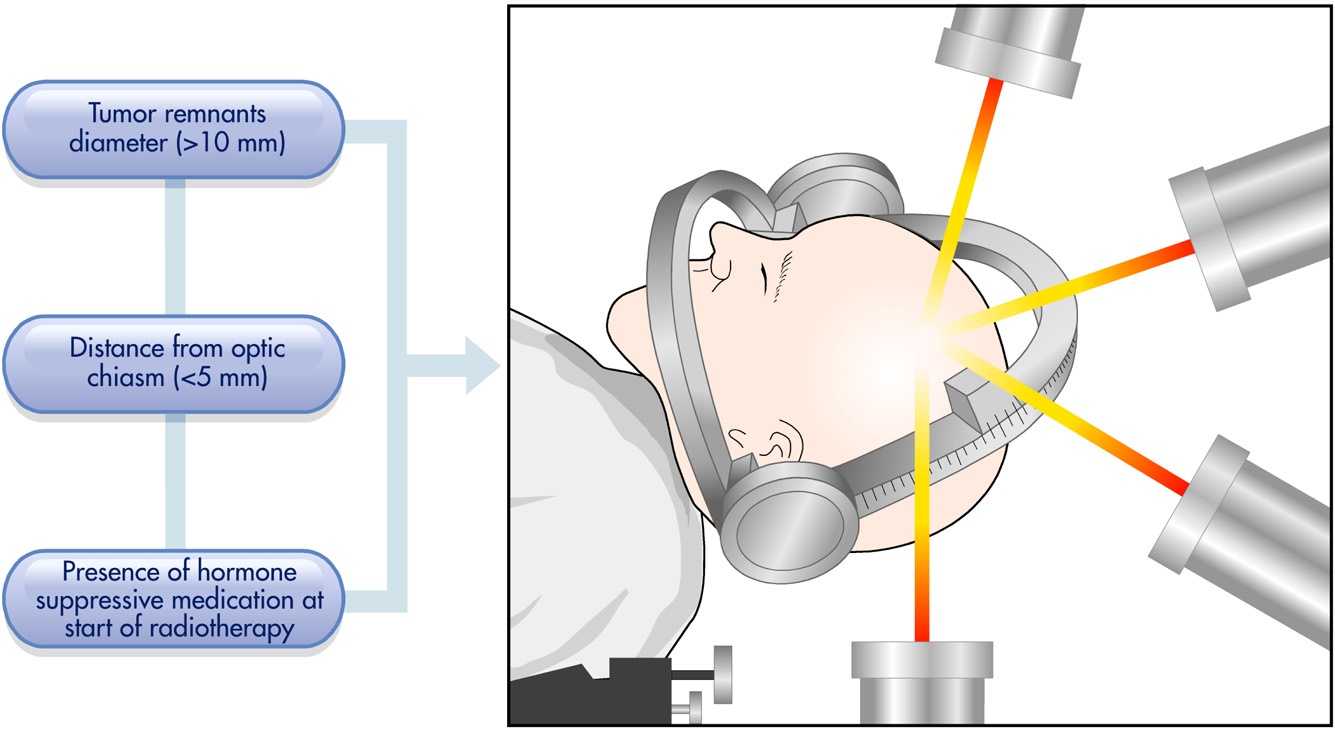 Tumor remnants
diameter (>10 mm)
Distance from optic
chiasm (<5 mm)
Presence of hormone
suppressive medication at
start of radiotherapy